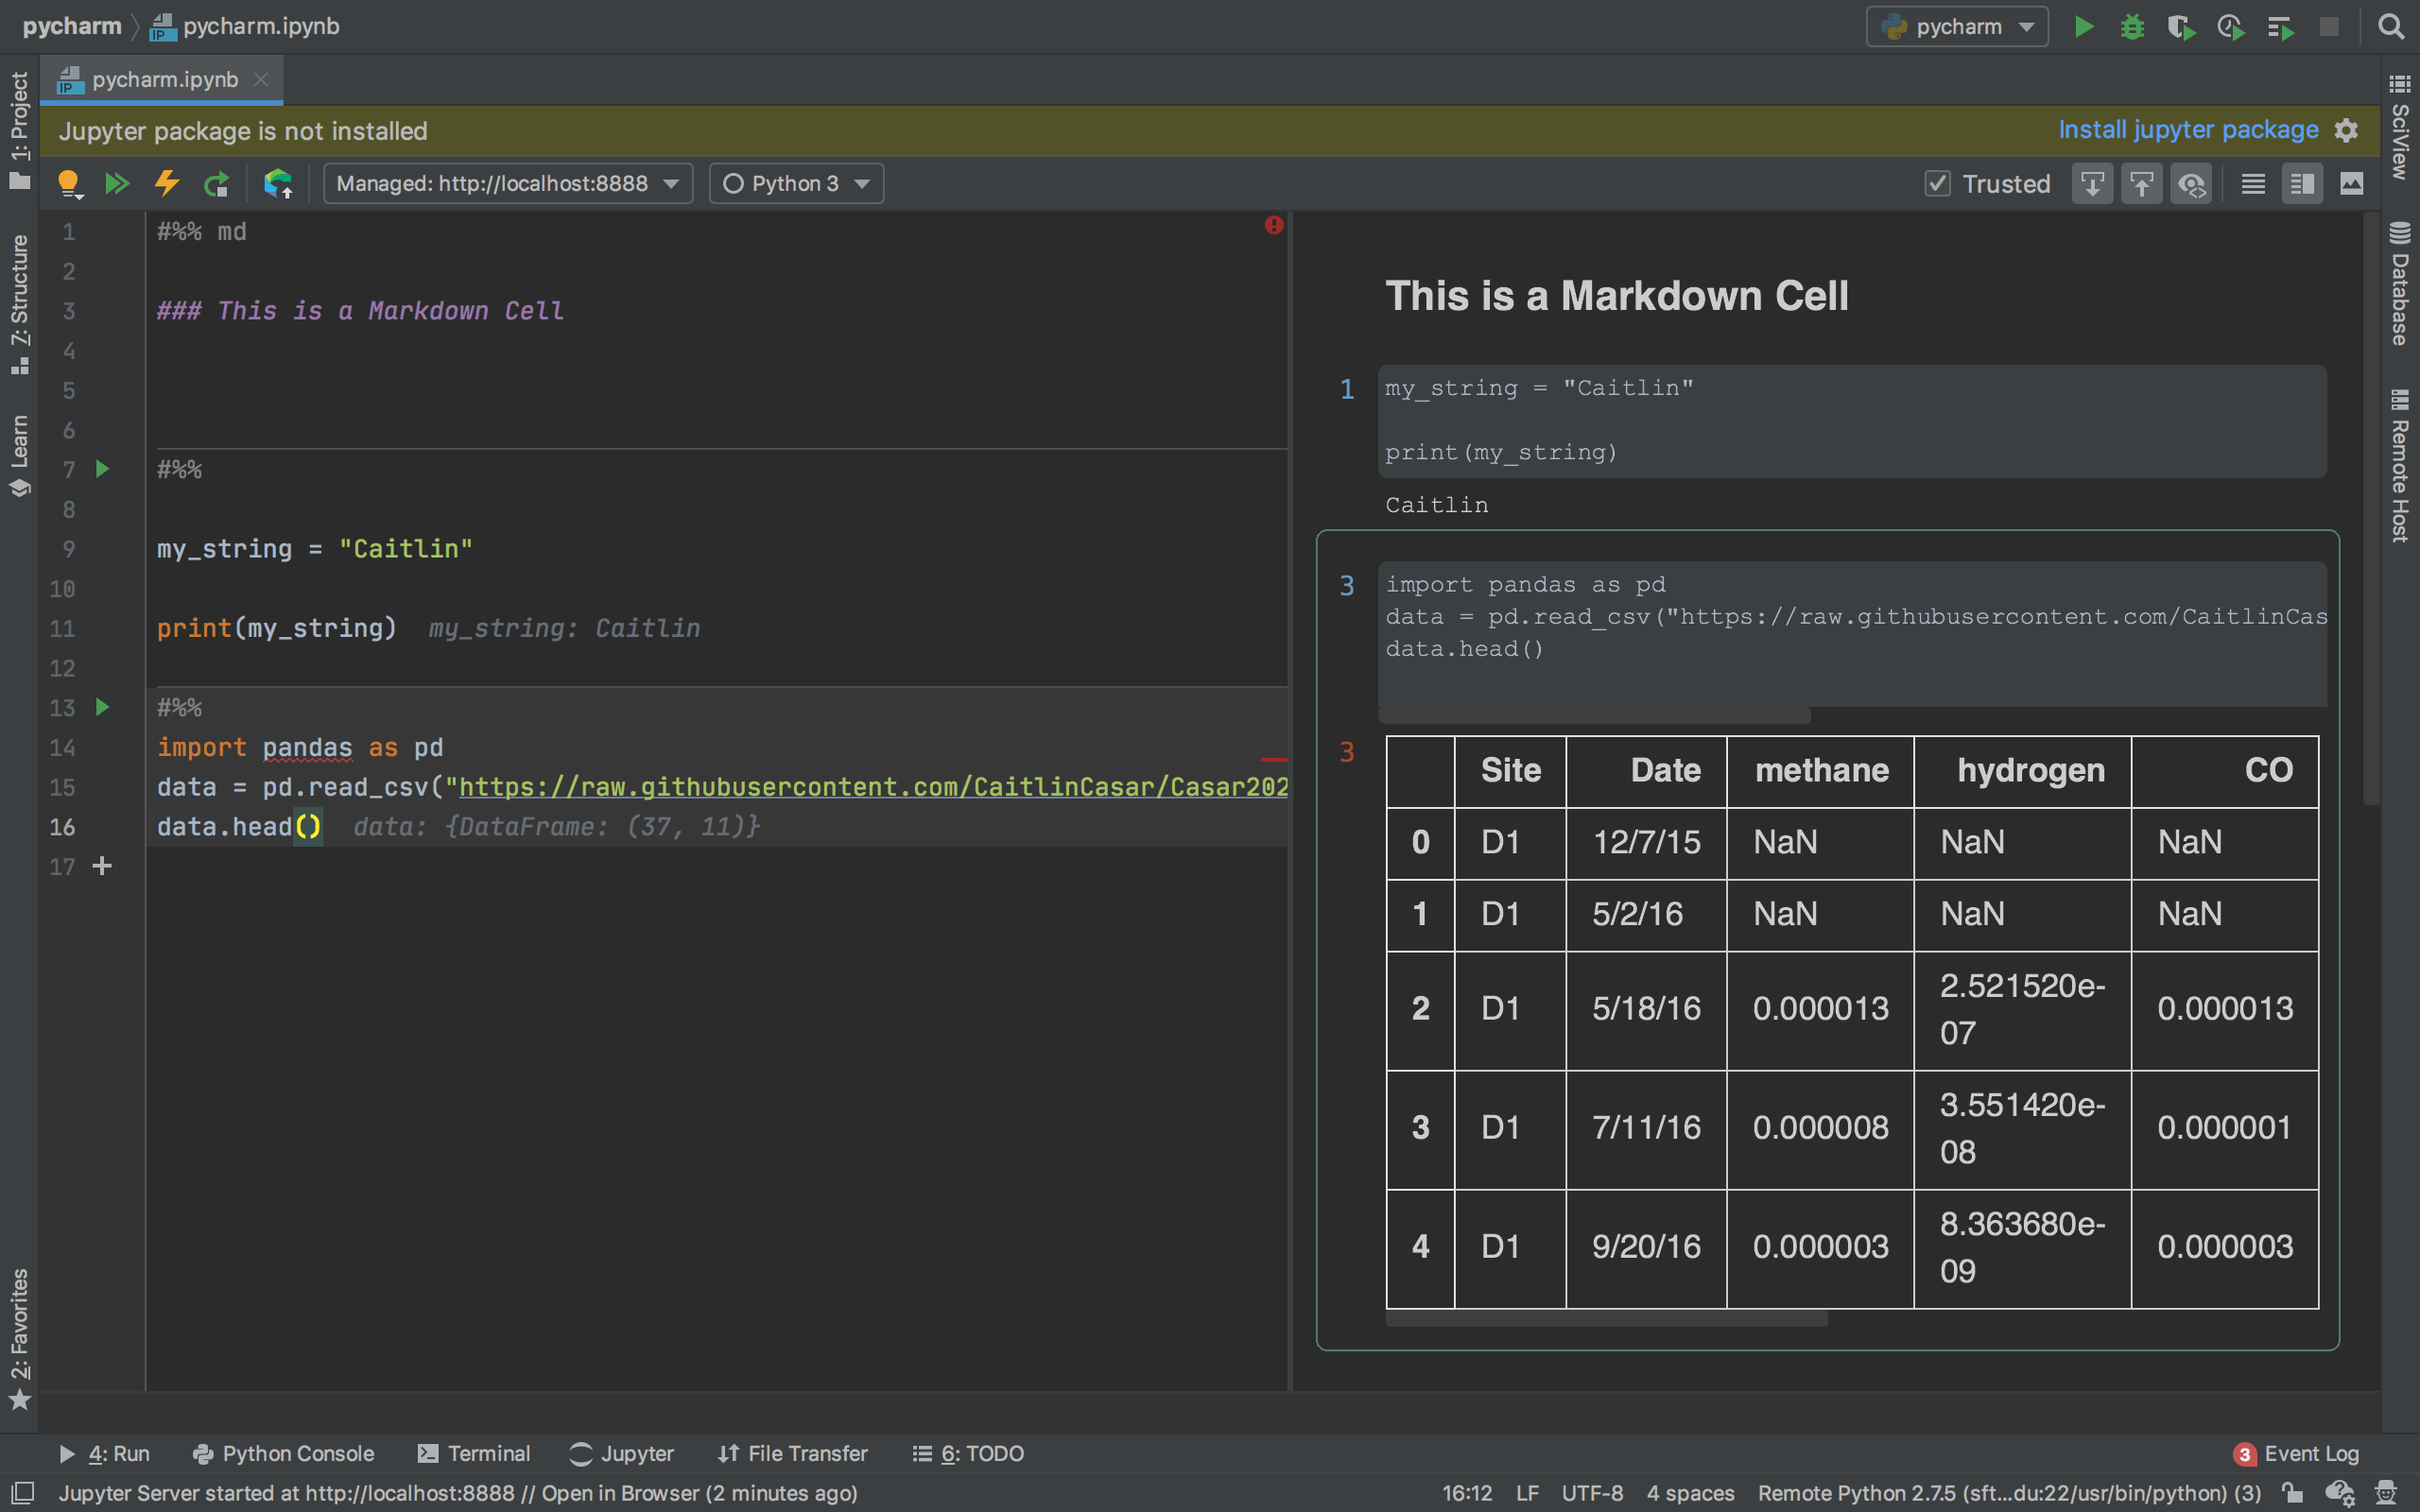 pycharm
pycharm.ipynb
pycharm
pycharm.ipynb
Jupyter package is not installed
Install jupyter package
Managed: http://localhost:8888
Python 3
Trusted
1: Project
7: Structure
Learn
2: Favorites
SciView
Database
Remote Host
1 #%% md
2
3 ### This is a Markdown Cell
4
5
6
7 #%%
8
9 my_string = "Caitlin"
10
11 print(my_string) my_string: Caitlin
12
13 #%%
14 import pandas as pd
15 data = pd.read_csv("https://raw.githubusercontent.com/CaitlinCasar/Casar202
16 data.head() data: {DataFrame: (37, 11)}
17
This is a Markdown Cell
1 my_string = "Caitlin"
print(my_string)
Caitlin
3 import pandas as pd
data = pd.read_csv("https://raw.githubusercontent.com/CaitlinCas
data.head()
3
Site Date methane hydrogen CO
0 D1 12/7/15 NaN NaN NaN
1 D1 5/2/16 NaN NaN NaN
2 D1 5/18/16 0.000013 2.521520e-07 0.000013
3 D1 7/11/16 0.000008 3.551420e-08 0.000001
4 D1 9/20/16 0.000003 8.363680e-09 0.000003
4: Run Python Console Terminal Jupyter File Transfer 6: TODO 3 Event Log
Jupyter Server started at http://localhost:8888 // Open in Browser (2 minutes ago) 16:12 LF UTF-8 4 spaces Remote Python 2.7.5 (sft...du:22/usr/bin/python) (3)